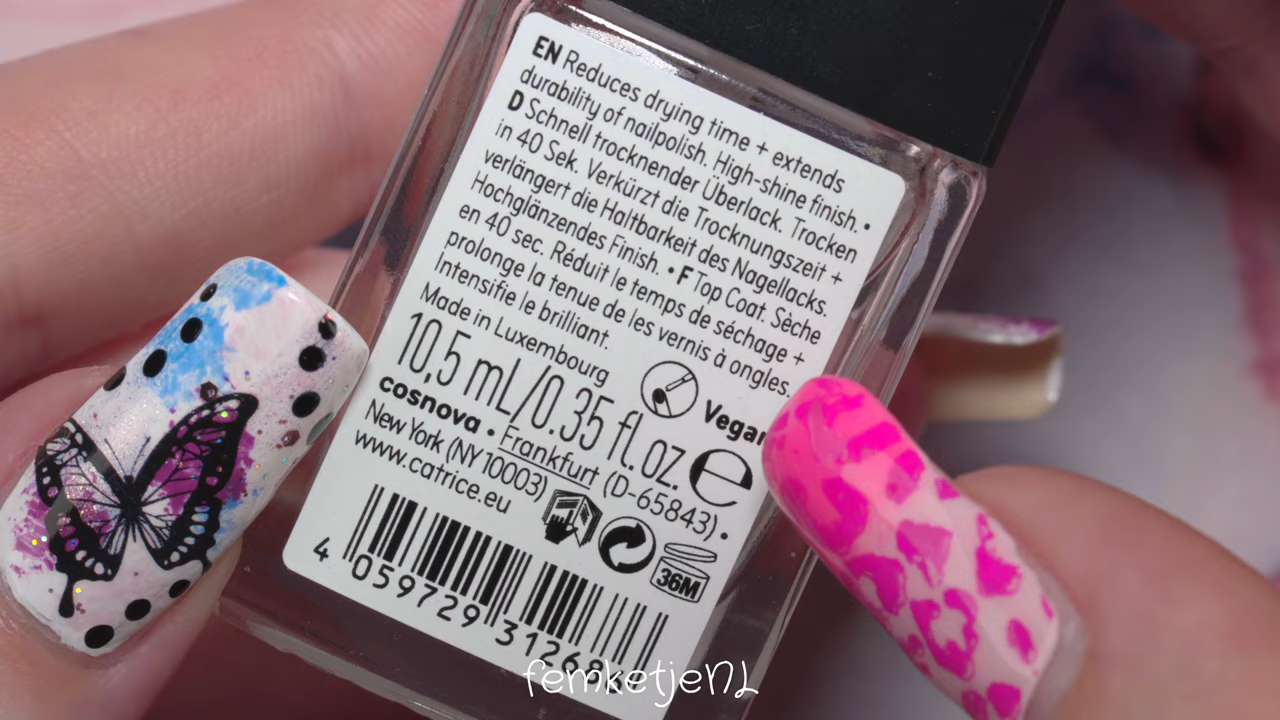 EN Reduces drying time + extends
durability of nailpolish. High-shine finish. •
D Schnell trocknender Überlack. Trocken
in 40 Sek. Verkürzt die Trocknungszeit +
verlängert die Haltbarkeit des Nagellacks.
Hochglänzendes Finish. • F Top Coat. Sèche
en 40 sec. Réduit le temps de séchage +
prolonge la tenue de les vernis à ongles.
Intensifie le brilliant.
Made in Luxembourg
10,5 mL/0.35 fl.oz. e
Vegan
cosnova • Frankfurt (D-65843) •
New York (NY 10003)
www.catrice.eu
36M
4 059729 312686
femketjeNL